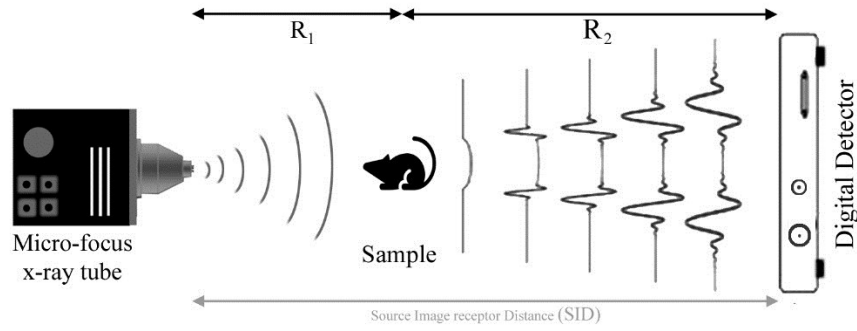 R1
R2
Micro-focus
x-ray tube
Sample
Digital Detector
Source Image receptor Distance (SID)